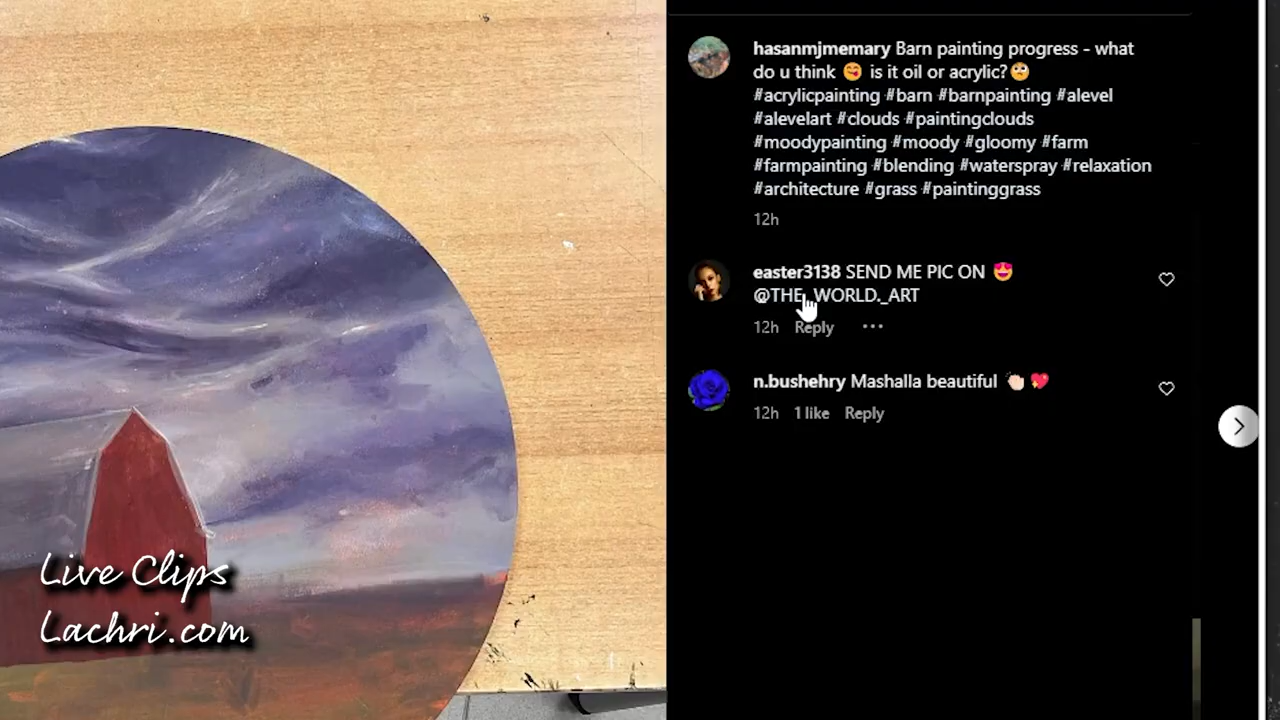 hasanmjmemary Barn painting progress - what
do u think 😋 is it oil or acrylic?🙄
#acrylicpainting #barn #barnpainting #alevel
#alevelart #clouds #paintingclouds
#moodypainting #moody #gloomy #farm
#farmpainting #blending #waterspray #relaxation
#architecture #grass #paintinggrass
12h
easter3138 SEND ME PIC ON 😍
@THE_WORLD._ART
12h Reply ···
n.bushehry Mashalla beautiful 👏🏻💖
12h 1 like Reply
Live Clips
Lachri.com